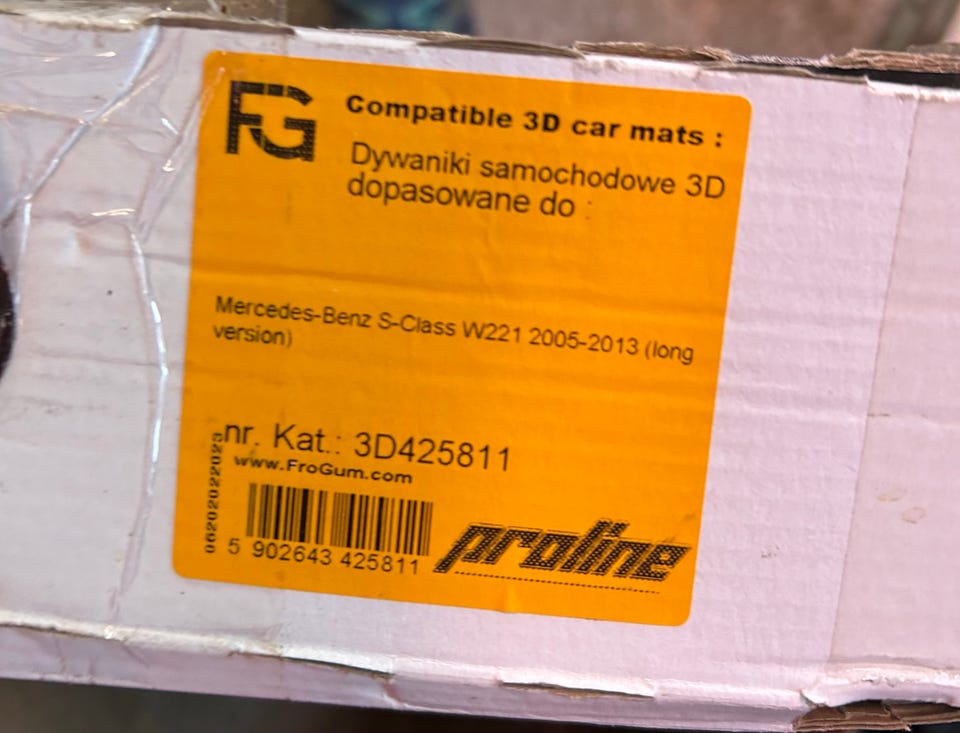 FG
Compatible 3D car mats :
Dywaniki samochodowe 3D
dopasowane do :
Mercedes-Benz S-Class W221 2005-2013 (long
version)
nr. Kat.: 3D425811
www.FroGum.com
06202022023
5 902643 425811
proline